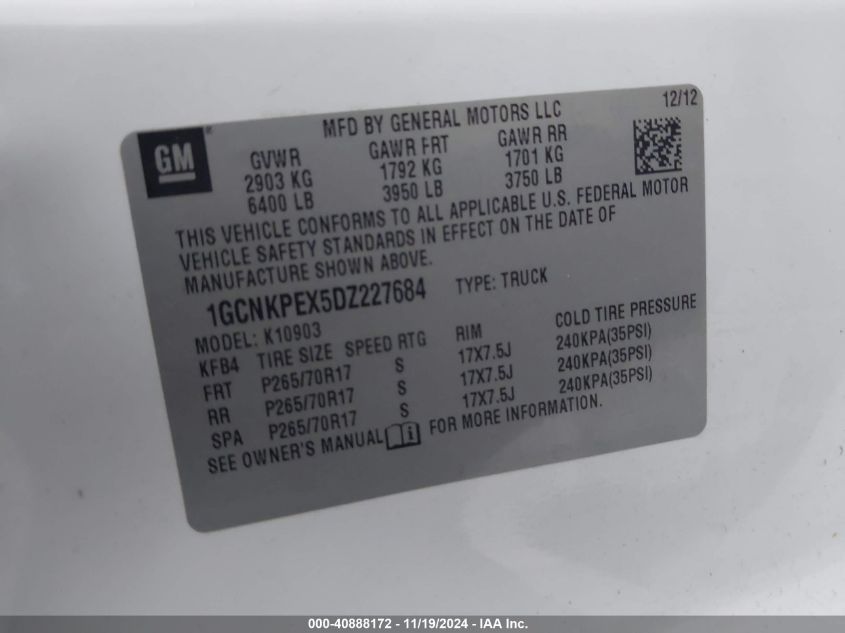 MFD BY GENERAL MOTORS LLC 12/12
GM
GVWR GAWR FRT GAWR RR
2903 KG 1792 KG 1701 KG
6400 LB 3950 LB 3750 LB
THIS VEHICLE CONFORMS TO ALL APPLICABLE U.S. FEDERAL MOTOR
VEHICLE SAFETY STANDARDS IN EFFECT ON THE DATE OF
MANUFACTURE SHOWN ABOVE.
1GCNKPEX5DZ227684 TYPE: TRUCK
MODEL: K10903
KFB4 TIRE SIZE SPEED RTG RIM COLD TIRE PRESSURE
FRT P265/70R17 S 17X7.5J 240KPA(35PSI)
RR P265/70R17 S 17X7.5J 240KPA(35PSI)
SPA P265/70R17 S 17X7.5J 240KPA(35PSI)
SEE OWNER'S MANUAL i FOR MORE INFORMATION.
000-40888172 - 11/19/2024 - IAA Inc.